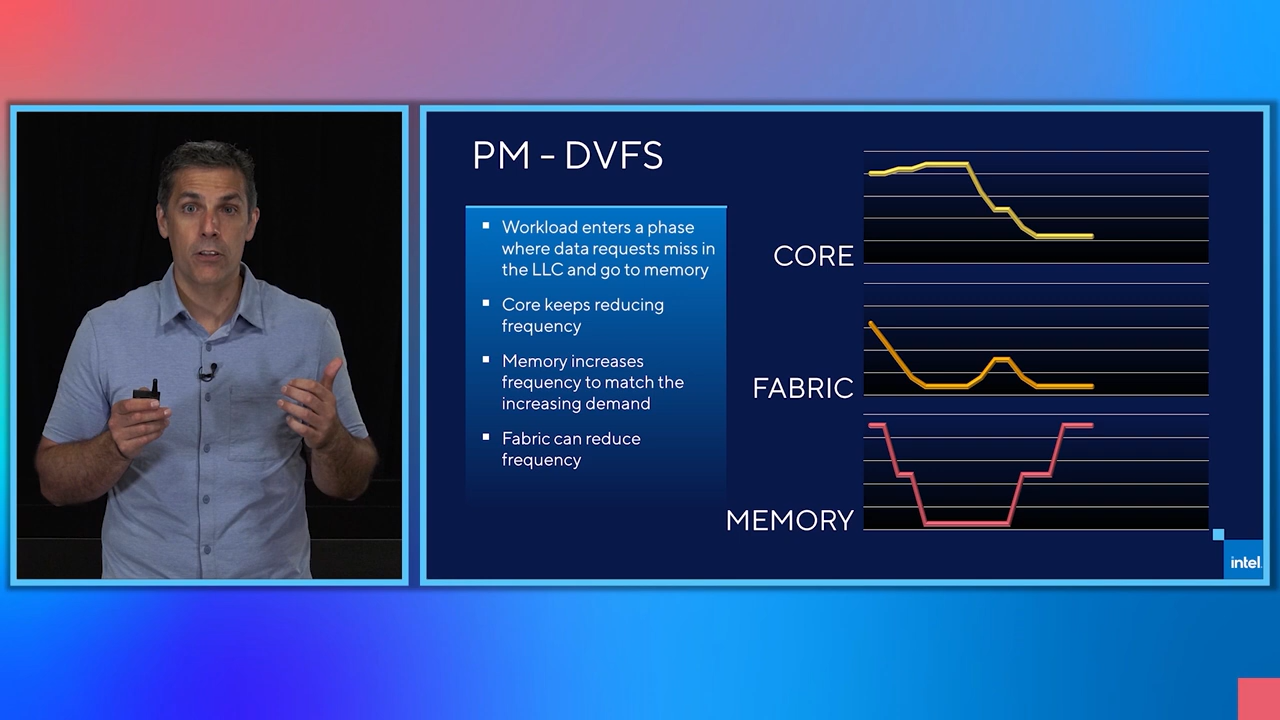 PM - DVFS
Workload enters a phase
where data requests miss in
the LLC and go to memory
Core keeps reducing
frequency
Memory increases
frequency to match the
increasing demand
Fabric can reduce
frequency
CORE
FABRIC
MEMORY
intel.